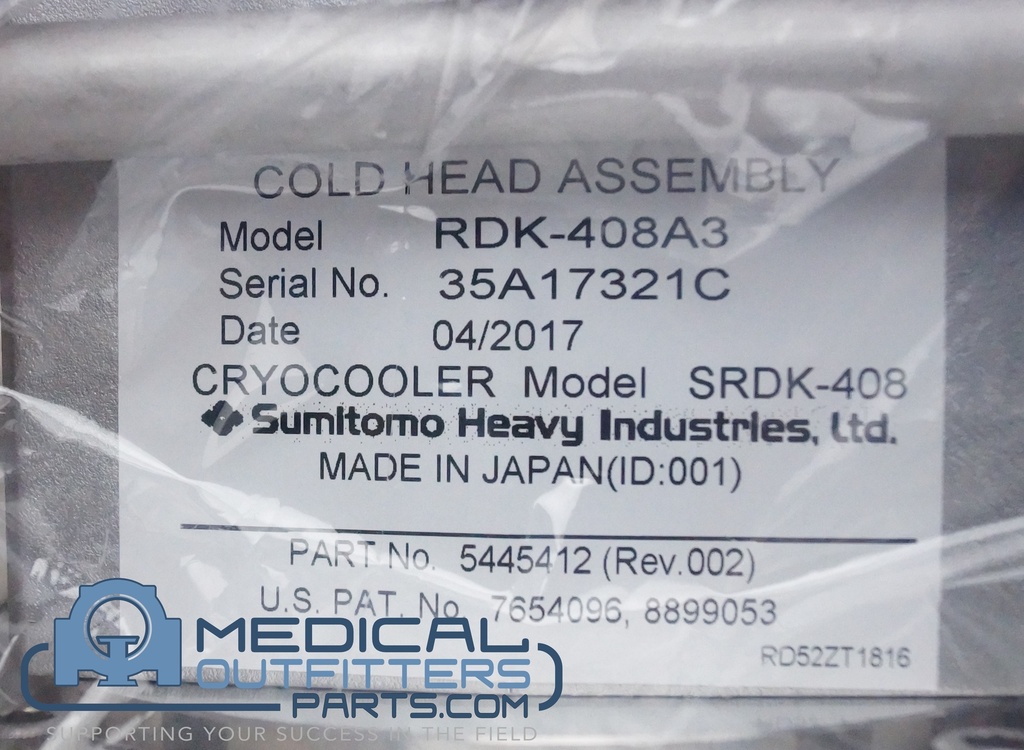 COLD HEAD ASSEMBLY
Model RDK-408A3
Serial No. 35A17321C
Date 04/2017
CRYOCOOLER Model SRDK-408
Sumitomo Heavy Industries, Ltd.
MADE IN JAPAN(ID:001)
PART No. 5445412 (Rev.002)
U.S. PAT. No. 7654096, 8899053
RD52ZT1816
MEDICAL
OUTFITTERS
PARTS.COM
SUPPORTING YOUR SUCCESS IN THE FIELD